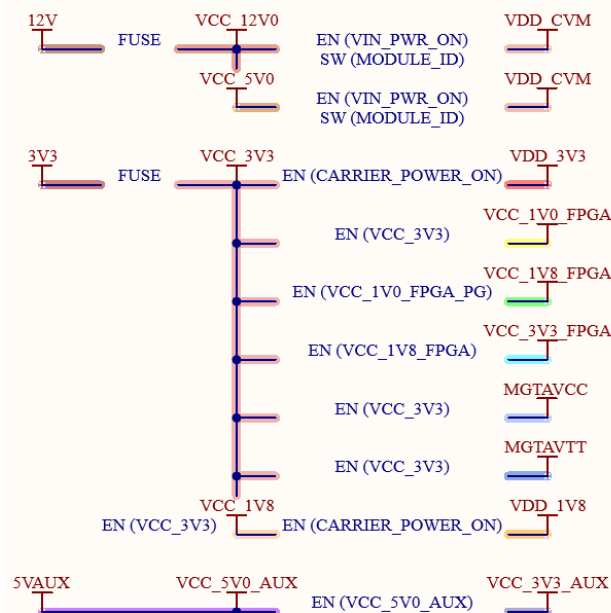 12V VCC_12V0 VDD_CVM
FUSE EN (VIN_PWR_ON)
SW (MODULE_ID)
VCC_5V0 VDD_CVM
EN (VIN_PWR_ON)
SW (MODULE_ID)
3V3 VCC_3V3 VDD_3V3
FUSE EN (CARRIER_POWER_ON)
VCC_1V0_FPGA
EN (VCC_3V3)
VCC_1V8_FPGA
EN (VCC_1V0_FPGA_PG)
VCC_3V3_FPGA
EN (VCC_1V8_FPGA)
MGTAVCC
EN (VCC_3V3)
MGTAVTT
EN (VCC_3V3)
VCC_1V8 VDD_1V8
EN (VCC_3V3) EN (CARRIER_POWER_ON)
5VAUX VCC_5V0_AUX VCC_3V3_AUX
EN (VCC_5V0_AUX)